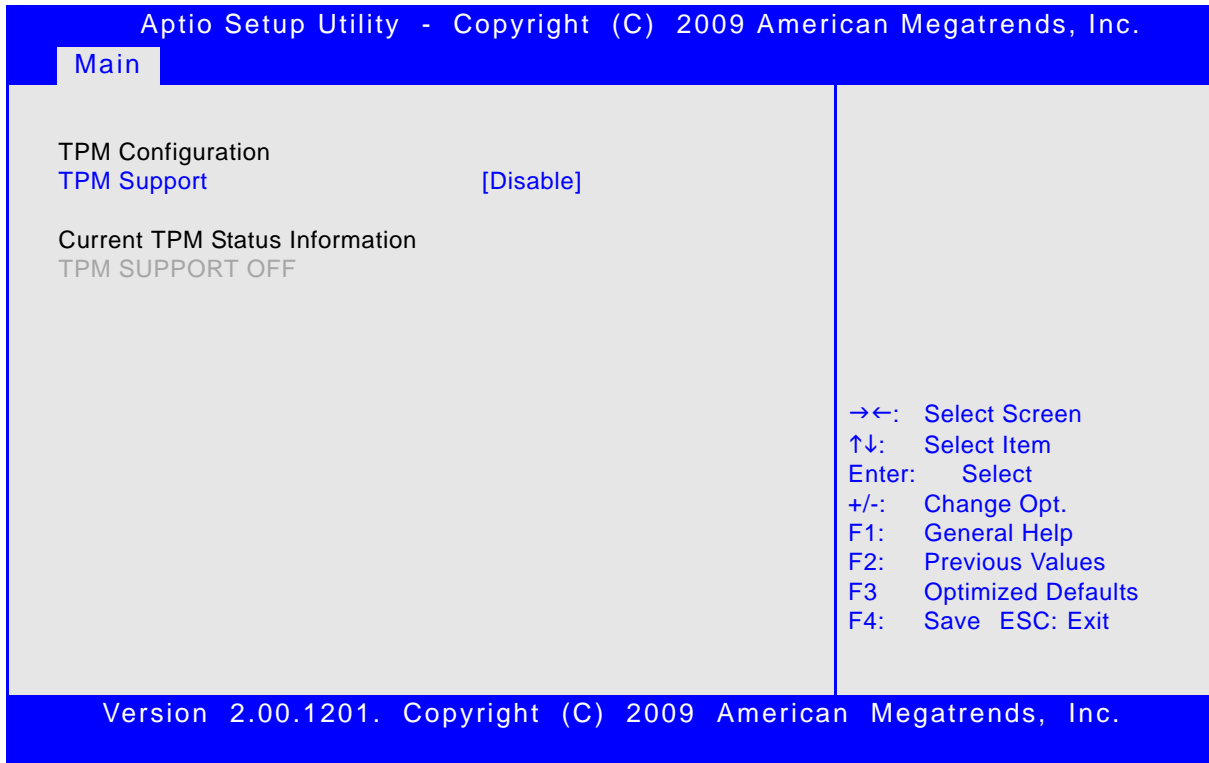 Aptio Setup Utility - Copyright (C) 2009 American Megatrends, Inc.
Main
TPM Configuration
TPM Support [Disable]
Current TPM Status Information
TPM SUPPORT OFF
→←: Select Screen
↑↓: Select Item
Enter: Select
+/-: Change Opt.
F1: General Help
F2: Previous Values
F3 Optimized Defaults
F4: Save ESC: Exit
Version 2.00.1201. Copyright (C) 2009 American Megatrends, Inc.